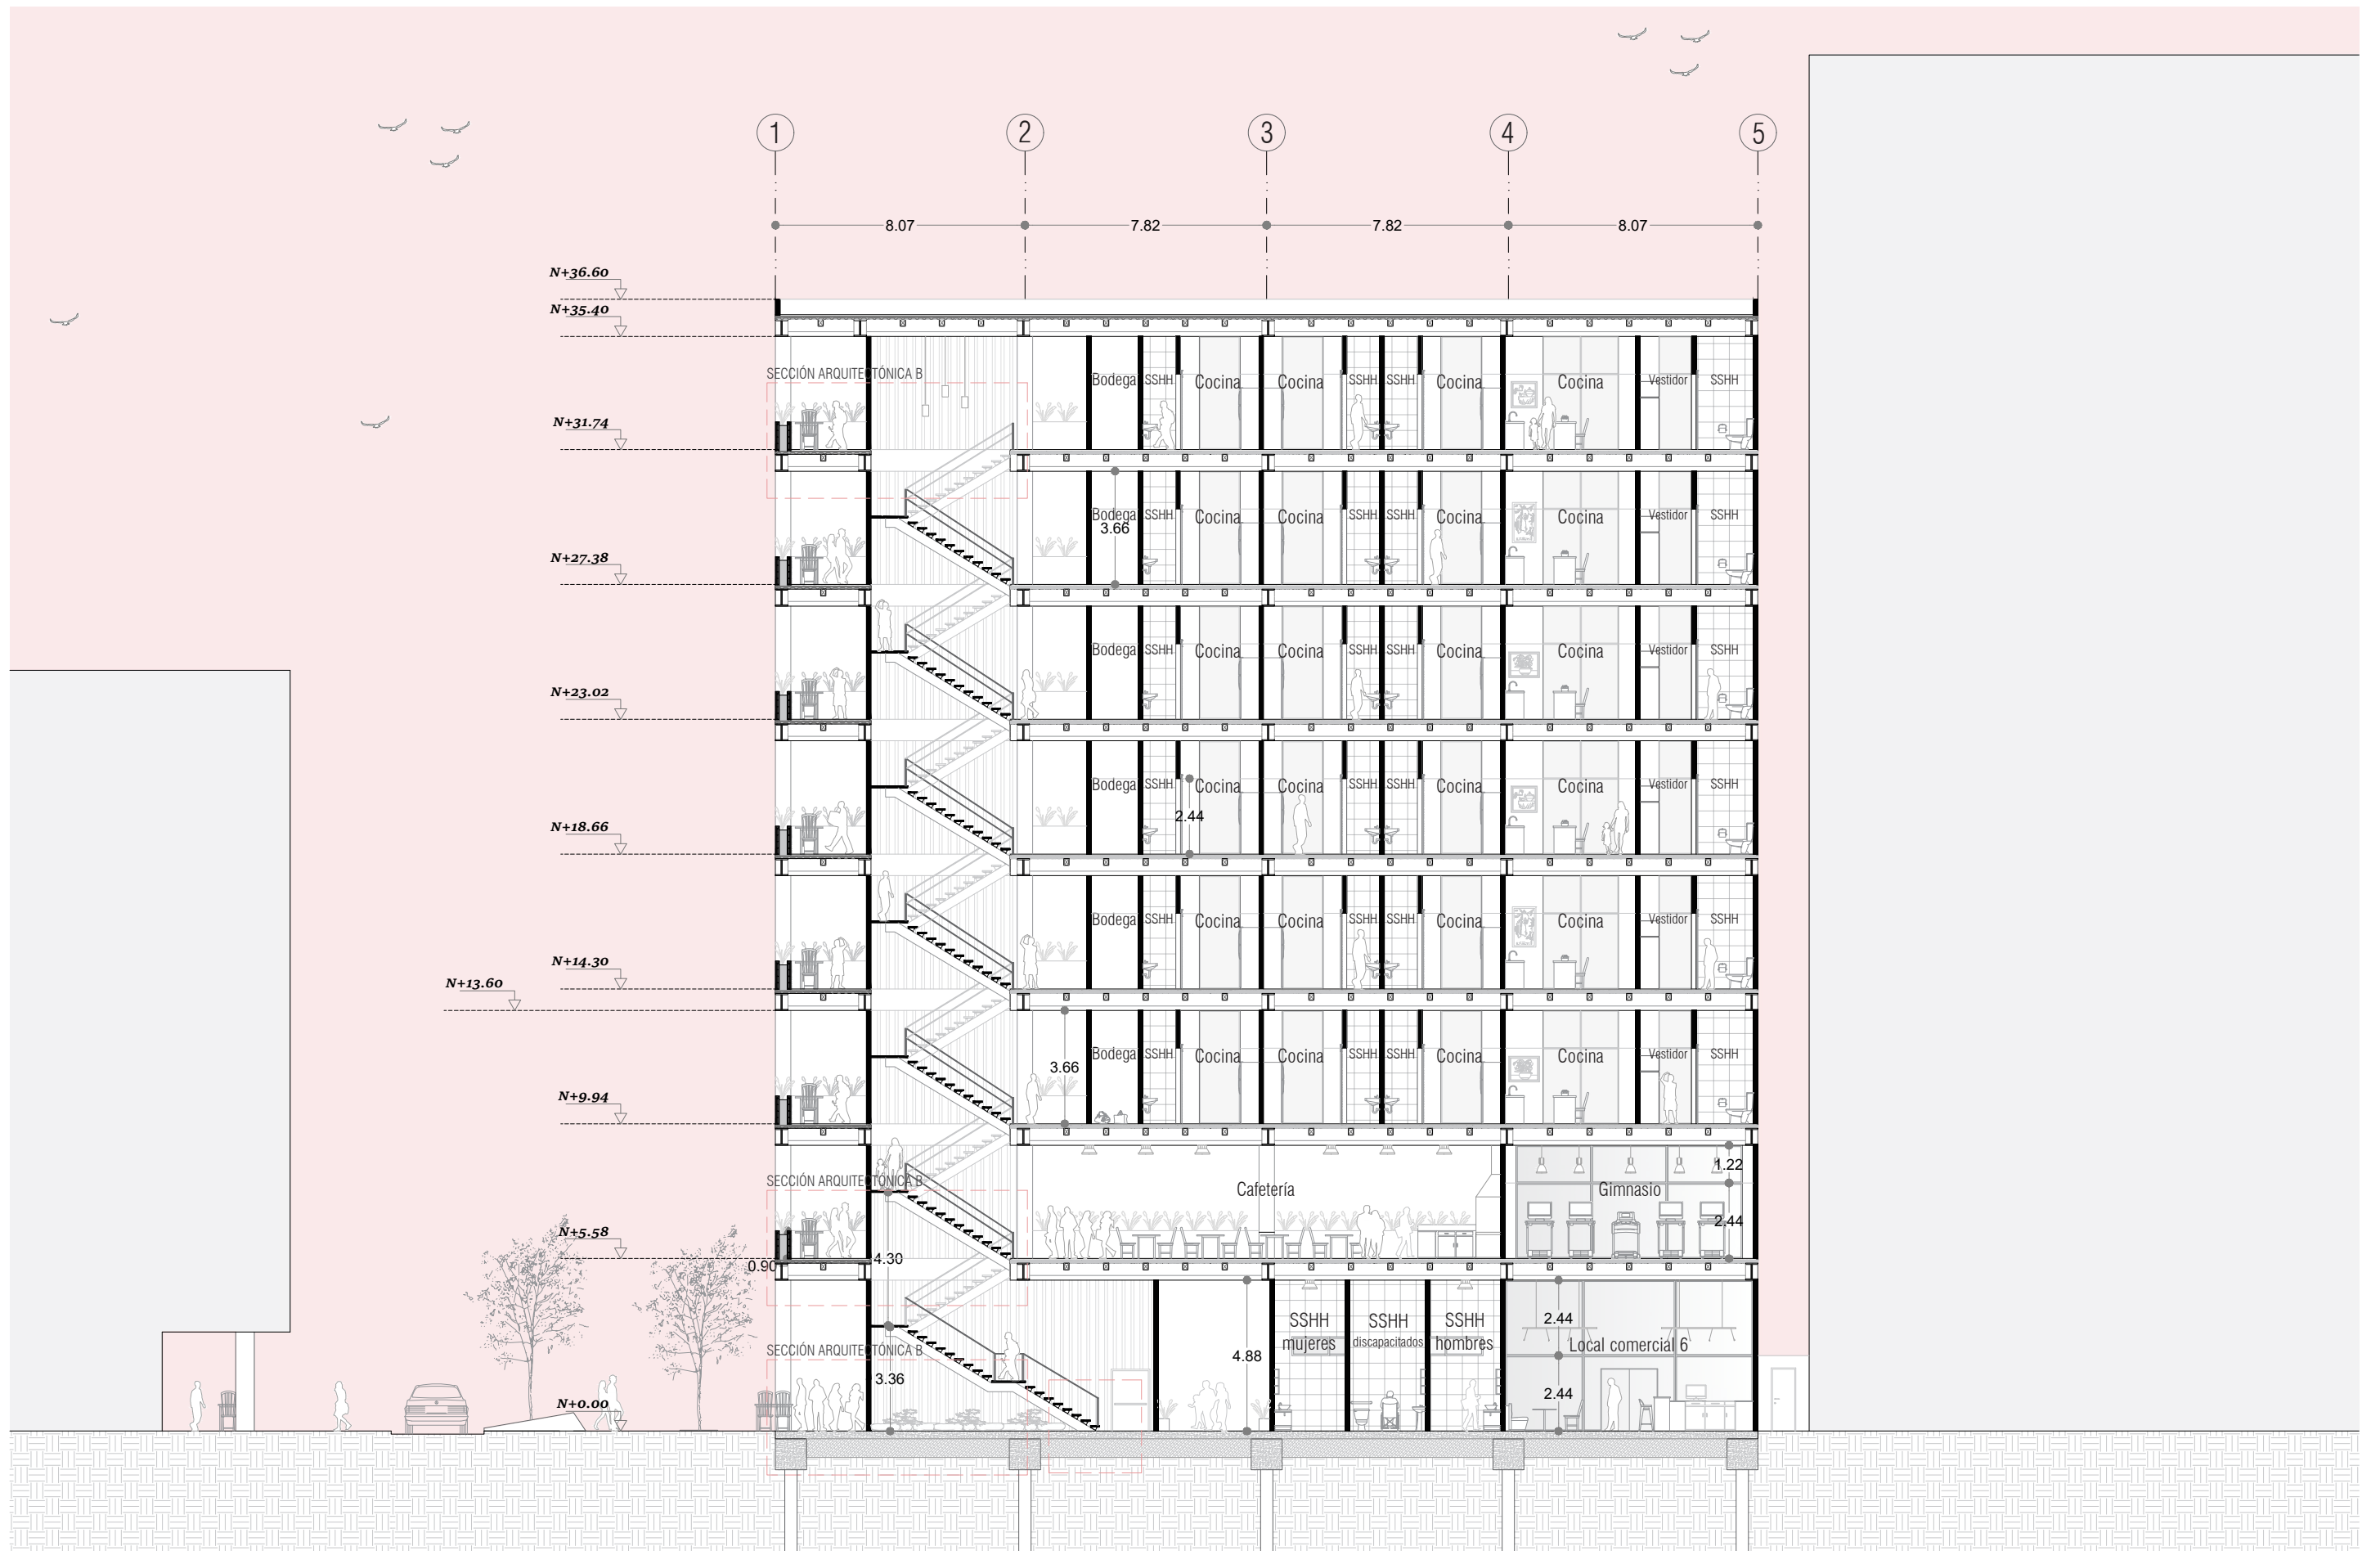 1 2 3 4 5
8.07 7.82 7.82 8.07
N+36.60
N+35.40
SECCIÓN ARQUITECTÓNICA B
Bodega SSHH Cocina Cocina SSHH SSHH Cocina Cocina Vestidor SSHH
N+31.74
Bodega SSHH Cocina Cocina SSHH SSHH Cocina Cocina Vestidor SSHH
3.66
N+27.38
Bodega SSHH Cocina Cocina SSHH SSHH Cocina Cocina Vestidor SSHH
N+23.02
Bodega SSHH Cocina Cocina SSHH SSHH Cocina Cocina Vestidor SSHH
2.44
N+18.66
Bodega SSHH Cocina Cocina SSHH SSHH Cocina Cocina Vestidor SSHH
N+14.30
N+13.60
Bodega SSHH Cocina Cocina SSHH SSHH Cocina Cocina Vestidor SSHH
3.66
N+9.94
1.22
SECCIÓN ARQUITECTÓNICA B
Cafetería Gimnasio
2.44
N+5.58
4.30
0.90
SSHH mujeres
SSHH discapacitados
SSHH hombres
2.44
Local comercial 6
SECCIÓN ARQUITECTÓNICA B
4.88
3.36
2.44
N+0.00